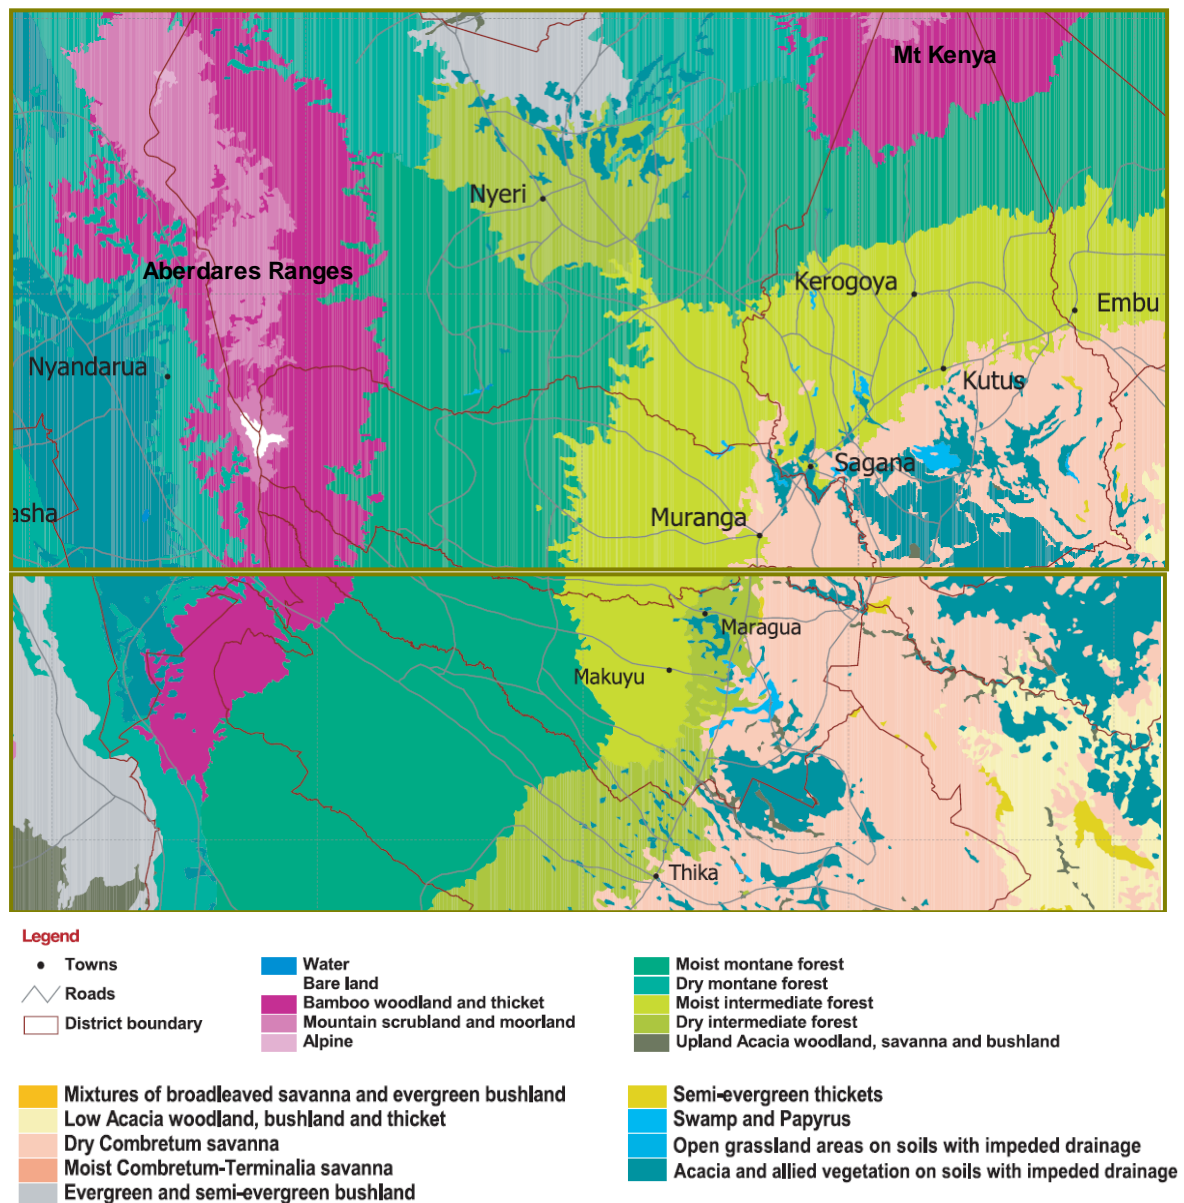 Mt Kenya
Nyeri
Aberdares Ranges
Kerogoya
Embu
Nyandarua
Kutus
Sagana
asha
Muranga
Maragua
Makuyu
Thika
Legend
Towns
Roads
District boundary
Water
Bare land
Bamboo woodland and thicket
Mountain scrubland and moorland
Alpine
Moist montane forest
Dry montane forest
Moist intermediate forest
Dry intermediate forest
Upland Acacia woodland, savanna and bushland
Mixtures of broadleaved savanna and evergreen bushland
Low Acacia woodland, bushland and thicket
Dry Combretum savanna
Moist Combretum-Terminalia savanna
Evergreen and semi-evergreen bushland
Semi-evergreen thickets
Swamp and Papyrus
Open grassland areas on soils with impeded drainage
Acacia and allied vegetation on soils with impeded drainage